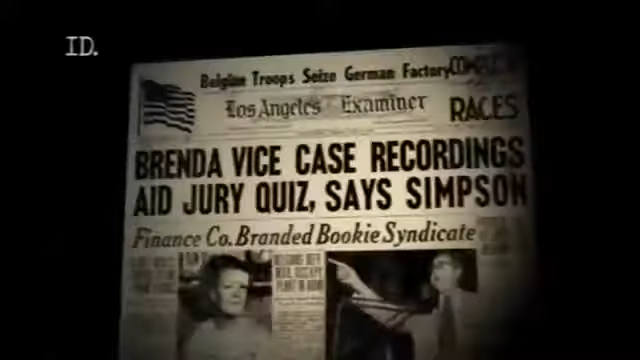 ID.
Belgian Troops Seize German Factory
COMPLETE
Los Angeles Examiner
RACES
BRENDA VICE CASE RECORDINGS
AID JURY QUIZ, SAYS SIMPSON
Finance Co. Branded Bookie Syndicate